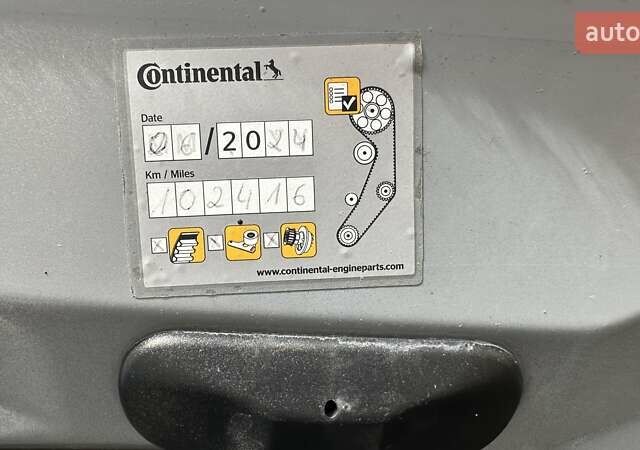 auto
Continental
Date
06/2024
Km / Miles
102416
www.continental-engineparts.com